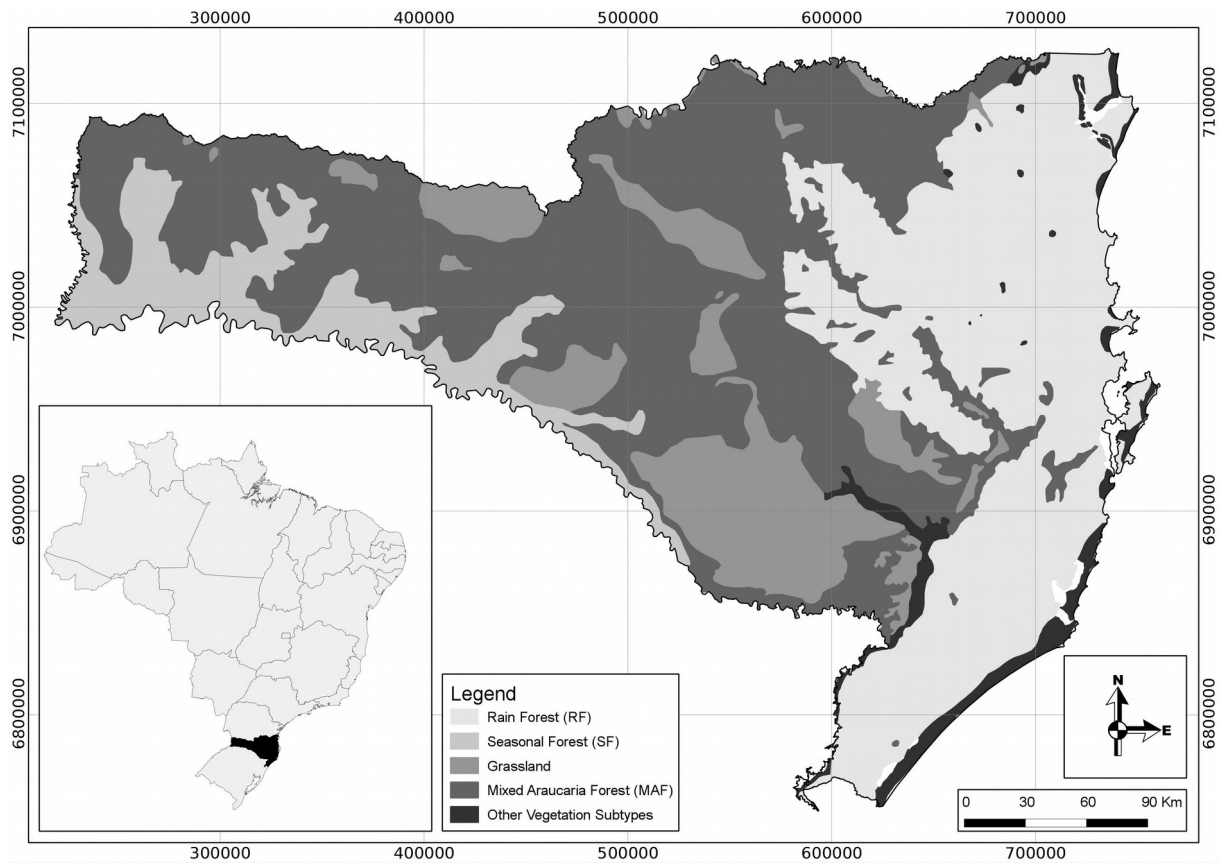 300000 400000 500000 600000 700000
7100000 7100000
7000000 7000000
6900000 6900000
6800000 6800000
Legend
Rain Forest (RF)
Seasonal Forest (SF)
Grassland
Mixed Araucaria Forest (MAF)
Other Vegetation Subtypes
N
E
0 30 60 90 Km
300000 400000 500000 600000 700000